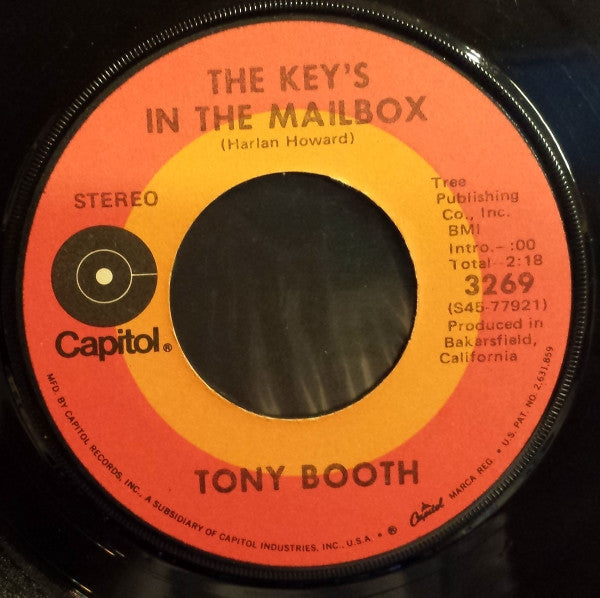 THE KEY'S
IN THE MAILBOX
(Harlan Howard)
STEREO
Tree
Publishing
Co., Inc.
BMI
Intro.- :00
Total- 2:18
3269
(S45-77921)
Produced in
Bakersfield,
California
Capitol®
TONY BOOTH
MFD. BY CAPITOL RECORDS, INC., A SUBSIDIARY OF CAPITOL INDUSTRIES, INC., U.S.A. • ® Capitol MARCA REG. • U.S. PAT. NO. 2,631,859